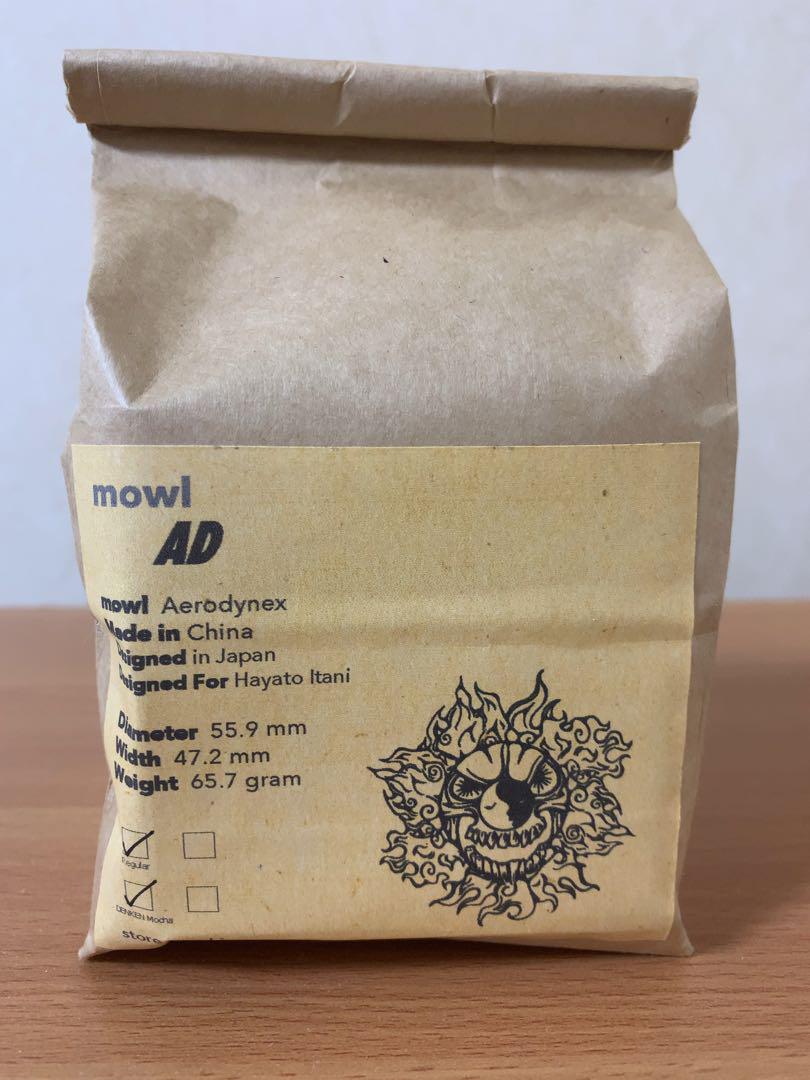 mowl
AD
mowl Aerodynex
Made in China
Designed in Japan
Designed For Hayato Itani
Diameter 55.9 mm
Width 47.2 mm
Weight 65.7 gram
Regular
DENKEN Mocha